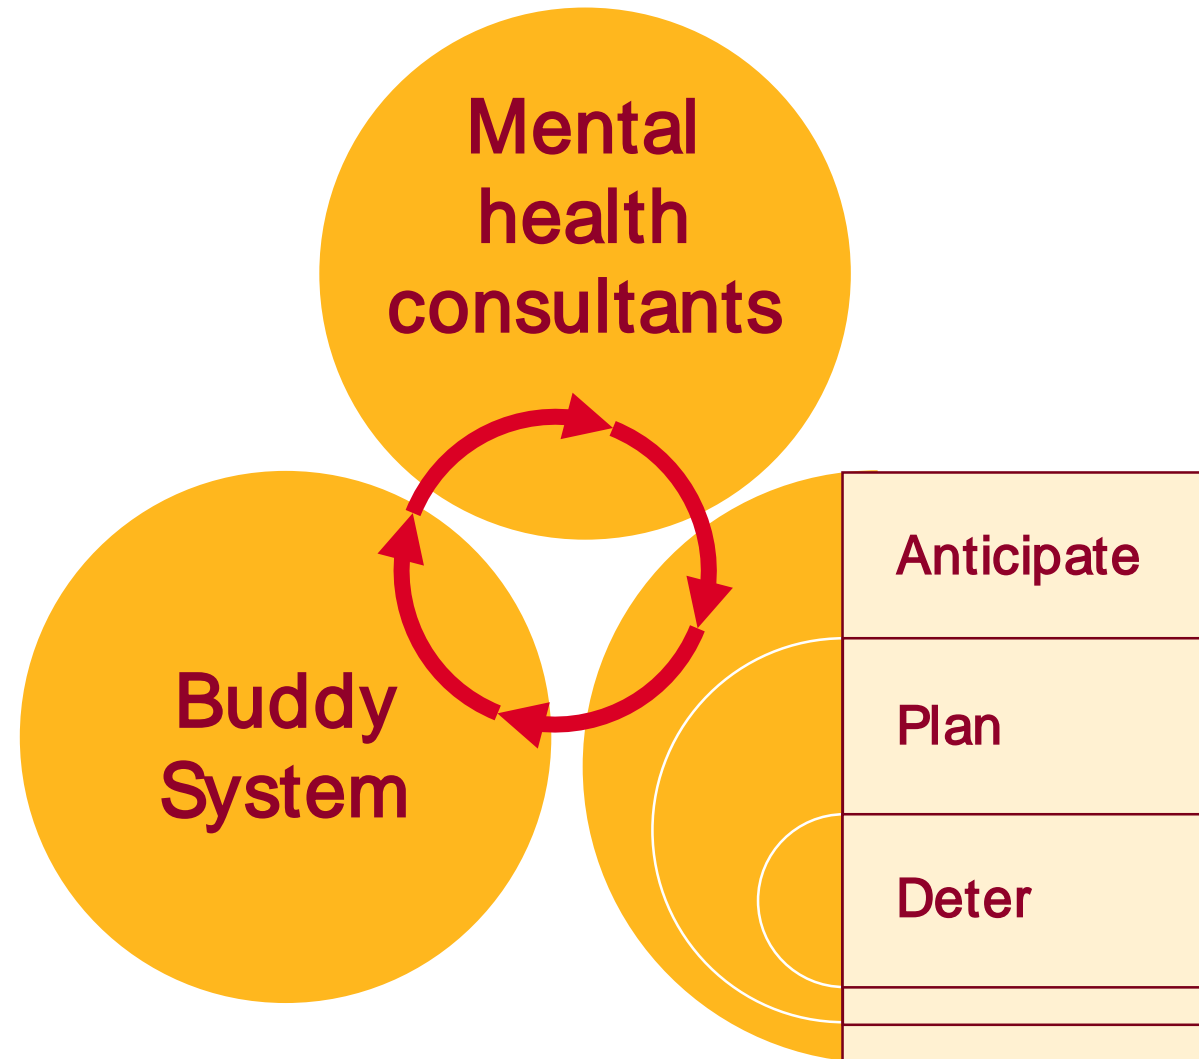 Mental
health
consultants
Buddy
System
Anticipate
Plan
Deter